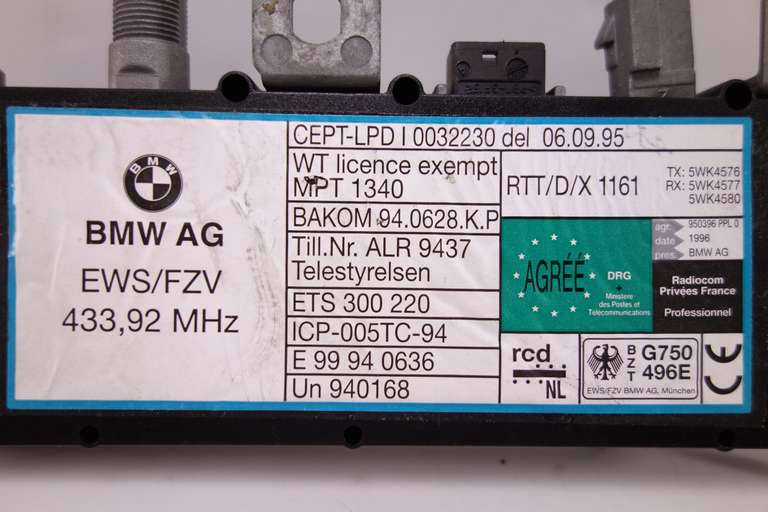 BMW
BMW AG
EWS/FZV
433,92 MHz
CEPT-LPD I 0032230 del 06.09.95
WT licence exempt
MPT 1340
BAKOM 94.0628.K.P
Till.Nr. ALR 9437
Telestyrelsen
ETS 300 220
ICP-005TC-94
E 99 94 0636
Un 940168
RTT/D/X 1161
TX: 5WK4576
RX: 5WK4577
5WK4580
AGRÉÉ
DRG
+
Ministere
des Postes et
Télécommunications
agr. 950396 PPL 0
date 1996
pres. BMW AG
Radiocom
Privées France
Professionnel
rcd
NL
BZT
G750
496E
EWS/FZV BMW AG, München
CE